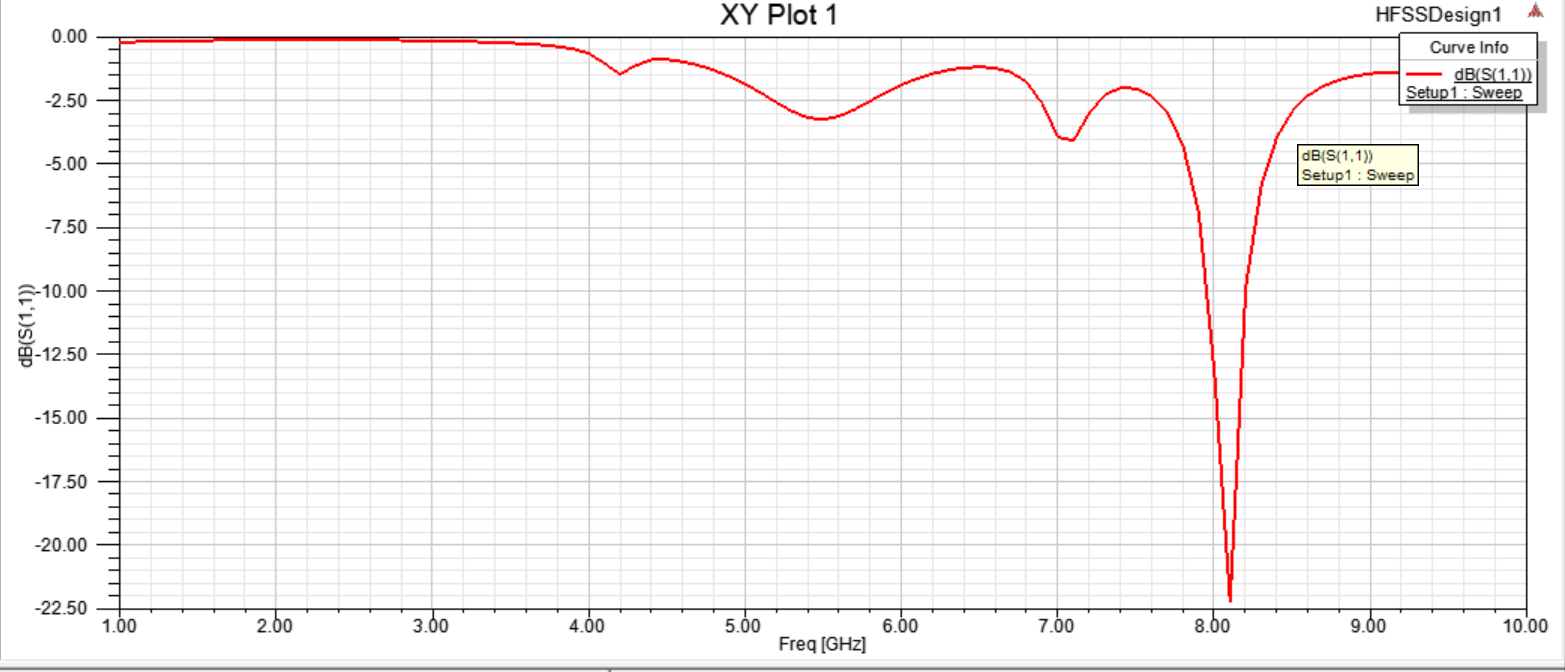 XY Plot 1
HFSSDesign1
Curve Info
dB(S(1,1))
Setup1 : Sweep
0.00
-2.50
-5.00
-7.50
-10.00
-12.50
-15.00
-17.50
-20.00
-22.50
dB(S(1,1))
dB(S(1,1))
Setup1 : Sweep
1.00 2.00 3.00 4.00 5.00 6.00 7.00 8.00 9.00 10.00
Freq [GHz]